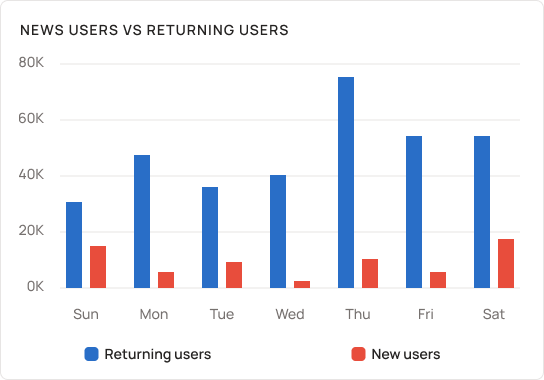 NEWS USERS VS RETURNING USERS
80K
60K
40K
20K
0K
Sun Mon Tue Wed Thu Fri Sat
Returning users New users